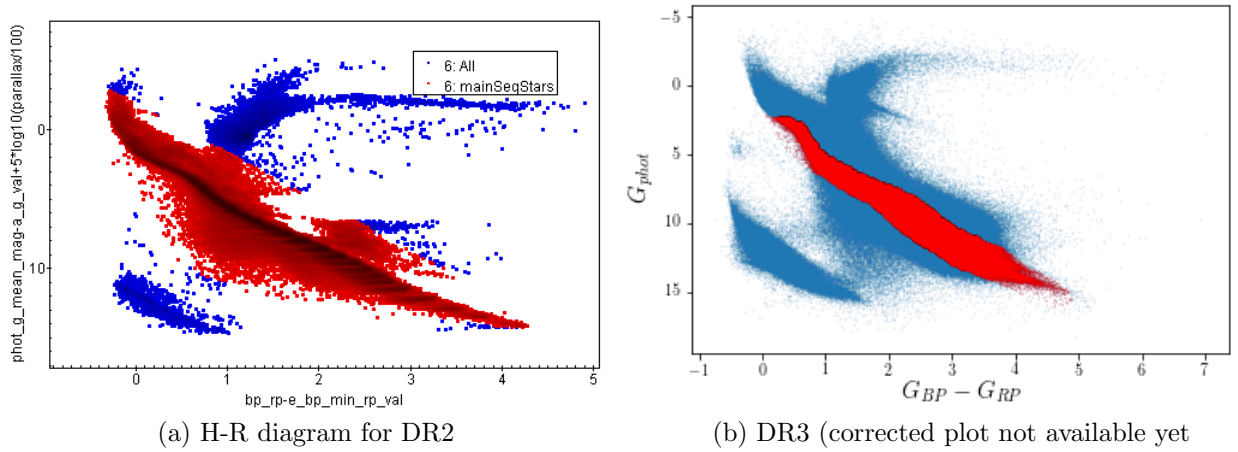 6: All
6: mainSeqStars
phot_g_mean_mag-a_g_val+5*log10(parallax/100)
0
10
0
1
2
3
4
5
bp_rp-e_bp_min_rp_val
(a) H-R diagram for DR2
−5
0
5
10
15
G_phot
−1
0
1
2
3
4
5
6
7
G_BP − G_RP
(b) DR3 (corrected plot not available yet